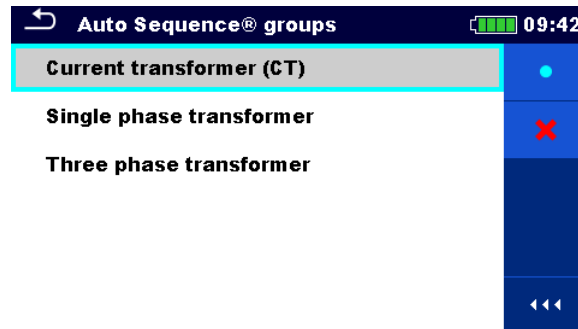 Auto Sequence® groups 09:42
Current transformer (CT)
Single phase transformer
Three phase transformer